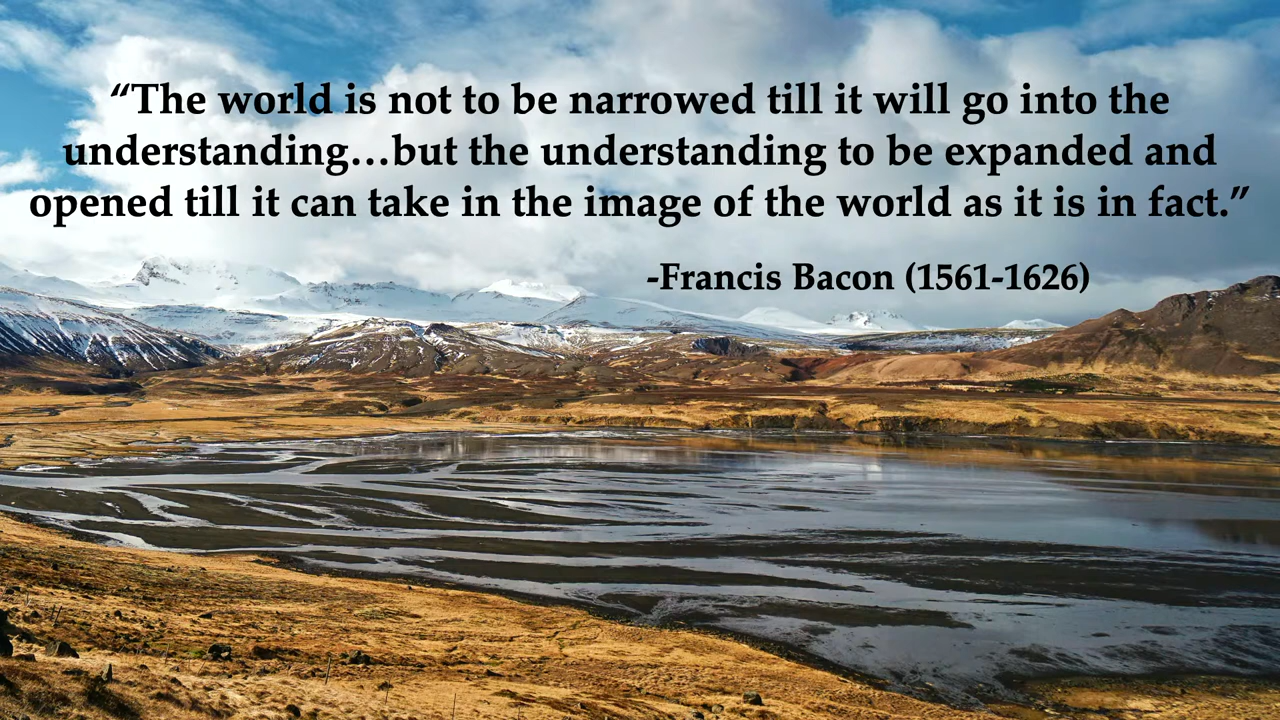 “The world is not to be narrowed till it will go into the
understanding…but the understanding to be expanded and
opened till it can take in the image of the world as it is in fact.”
-Francis Bacon (1561-1626)